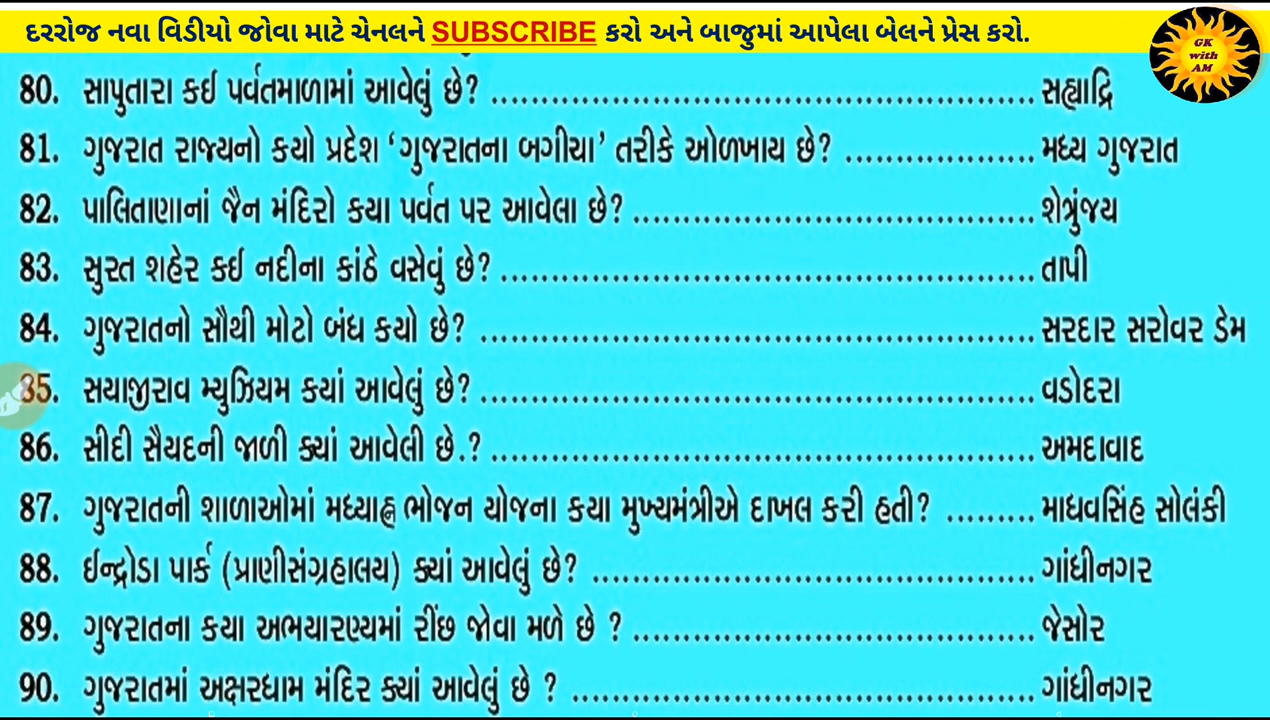 દરરોજ નવા વિડીયો જોવા માટે ચેનલને SUBSCRIBE કરો અને બાજુમાં આપેલા બેલને પ્રેસ કરો.
GK
with
AM
80. સાપુતારા કઈ પર્વતમાળામાં આવેલું છે? ............................................ સહ્યાદ્રિ
81. ગુજરાત રાજ્યનો કયો પ્રદેશ ‘ગુજરાતના બગીચા’ તરીકે ઓળખાય છે? ................ મધ્ય ગુજરાત
82. પાલિતાણાનાં જૈન મંદિરો કયા પર્વત પર આવેલા છે? ................................. શેત્રુંજય
83. સુરત શહેર કઈ નદીના કાંઠે વસેલું છે? ............................................ તાપી
84. ગુજરાતનો સૌથી મોટો બંધ કયો છે? .............................................. સરદાર સરોવર ડેમ
85. સયાજીરાવ મ્યુઝિયમ કયાં આવેલું છે? ............................................. વડોદરા
86. સીદી સૈયદની જાળી ક્યાં આવેલી છે.? ............................................ અમદાવાદ
87. ગુજરાતની શાળાઓમાં મધ્યાહ્ન ભોજન યોજના કયા મુખ્યમંત્રીએ દાખલ કરી હતી? ......... માધવસિંહ સોલંકી
88. ઈન્દ્રોડા પાર્ક (પ્રાણીસંગ્રહાલય) ક્યાં આવેલું છે? .................................... ગાંધીનગર
89. ગુજરાતના કયા અભયારણ્યમાં રીંછ જોવા મળે છે ? ................................. જેસોર
90. ગુજરાતમાં અક્ષરધામ મંદિર ક્યાં આવેલું છે ? ...................................... ગાંધીનગર